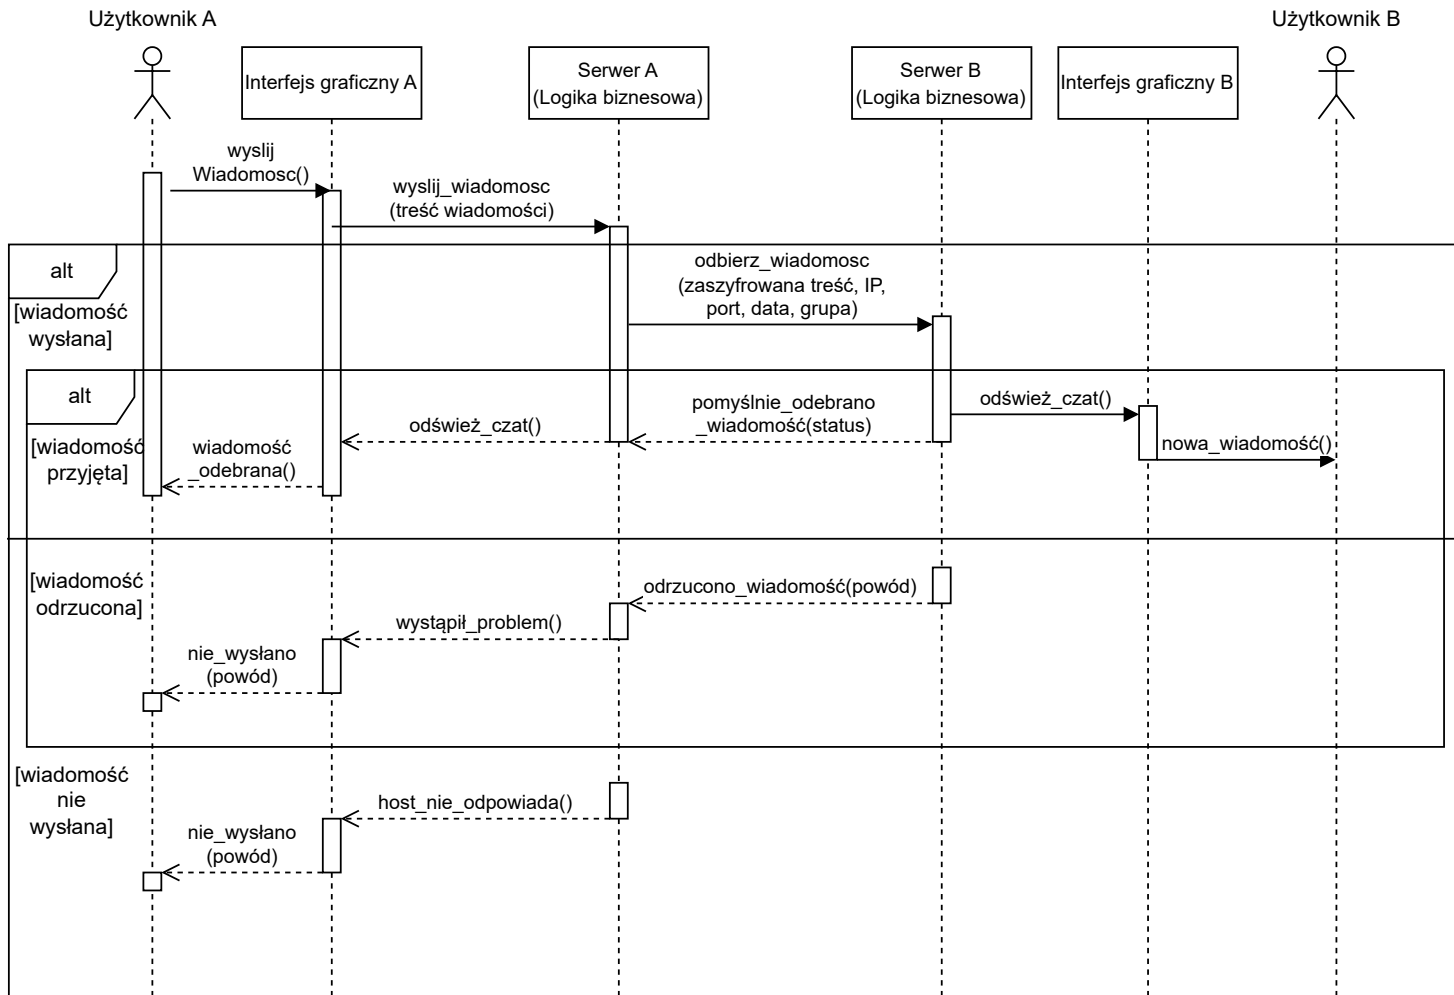 Użytkownik A
Użytkownik B
Interfejs graficzny A
Serwer A
(Logika biznesowa)
Serwer B
(Logika biznesowa)
Interfejs graficzny B
wyslij
Wiadomosc()
wyslij_wiadomosc
(treść wiadomości)
alt
[wiadomość
wysłana]
odbierz_wiadomosc
(zaszyfrowana treść, IP,
port, data, grupa)
alt
[wiadomość
przyjęta]
odśwież_czat()
pomyślnie_odebrano
_wiadomość(status)
odśwież_czat()
nowa_wiadomość()
wiadomość
_odebrana()
[wiadomość
odrzucona]
odrzucono_wiadomość(powód)
wystąpił_problem()
nie_wysłano
(powód)
[wiadomość
nie
wysłana]
host_nie_odpowiada()
nie_wysłano
(powód)